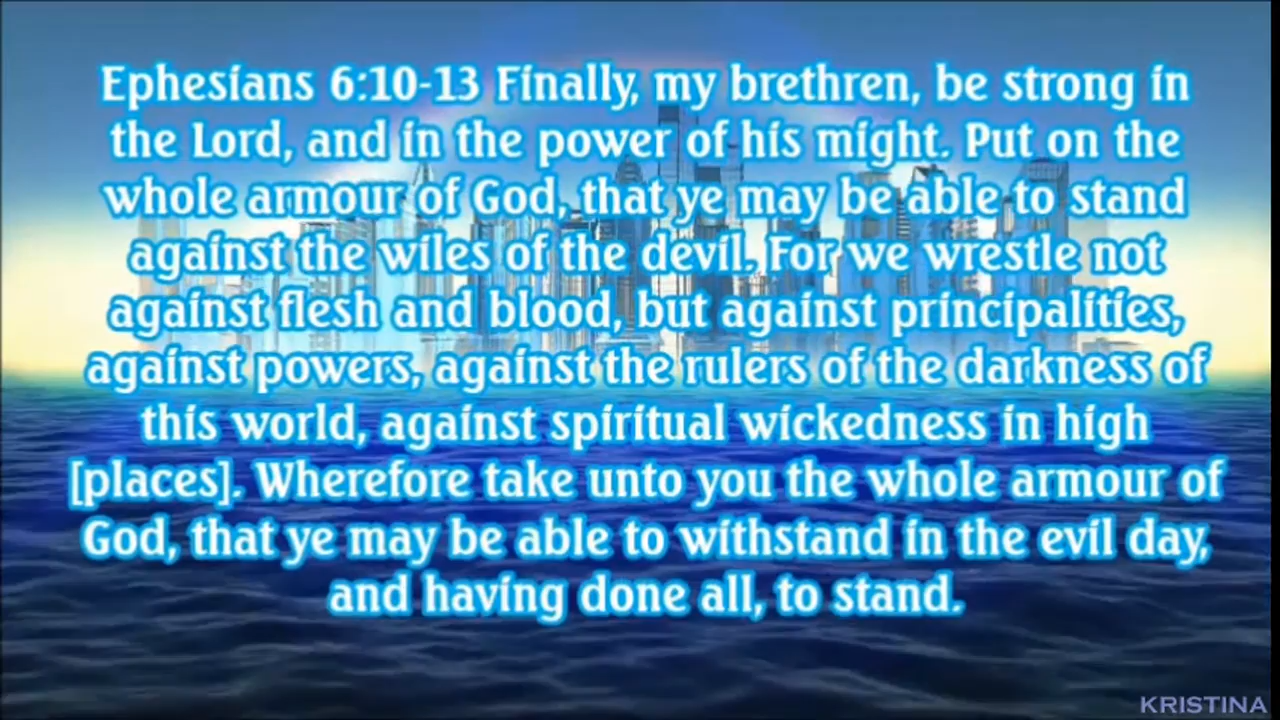 Ephesians 6:10-13 Finally, my brethren, be strong in
the Lord, and in the power of his might. Put on the
whole armour of God, that ye may be able to stand
against the wiles of the devil. For we wrestle not
against flesh and blood, but against principalities,
against powers, against the rulers of the darkness of
this world, against spiritual wickedness in high
[places]. Wherefore take unto you the whole armour of
God, that ye may be able to withstand in the evil day,
and having done all, to stand.
KRISTINA